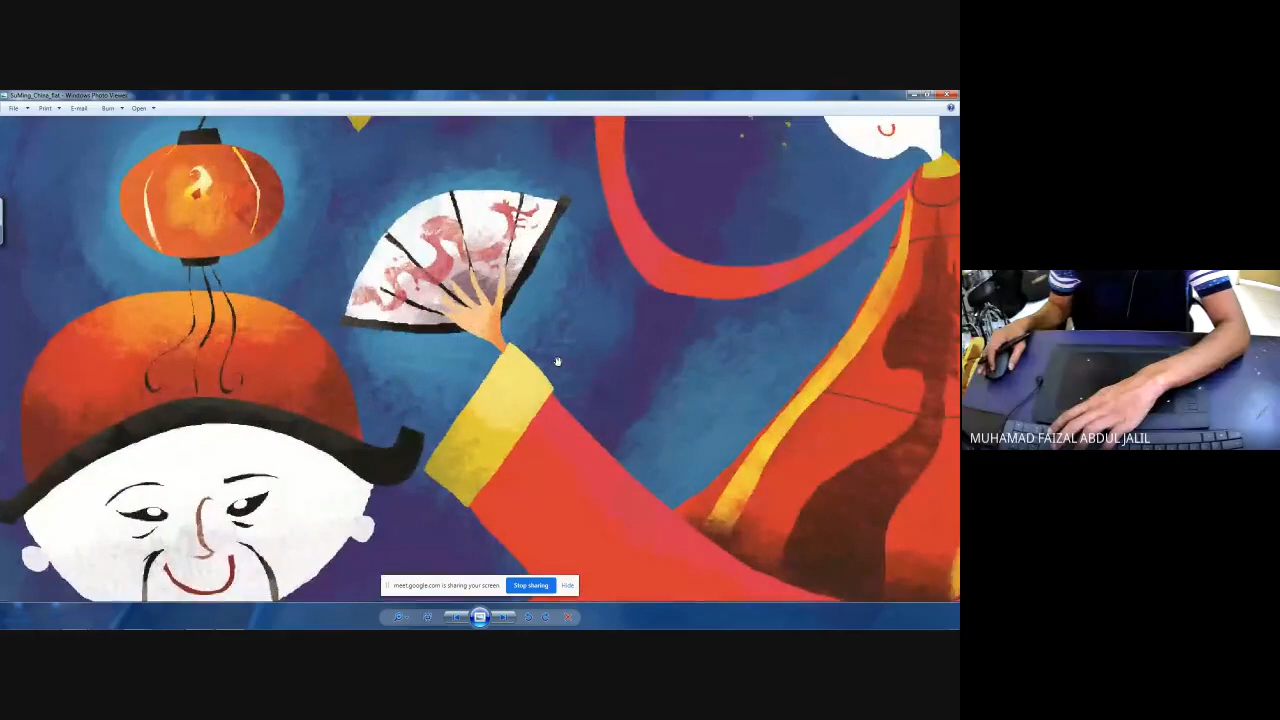 SuMing_China_flat - Windows Photo Viewer
File Print E-mail Burn Open
meet.google.com is sharing your screen. Stop sharing Hide
MUHAMAD FAIZAL ABDUL JALIL